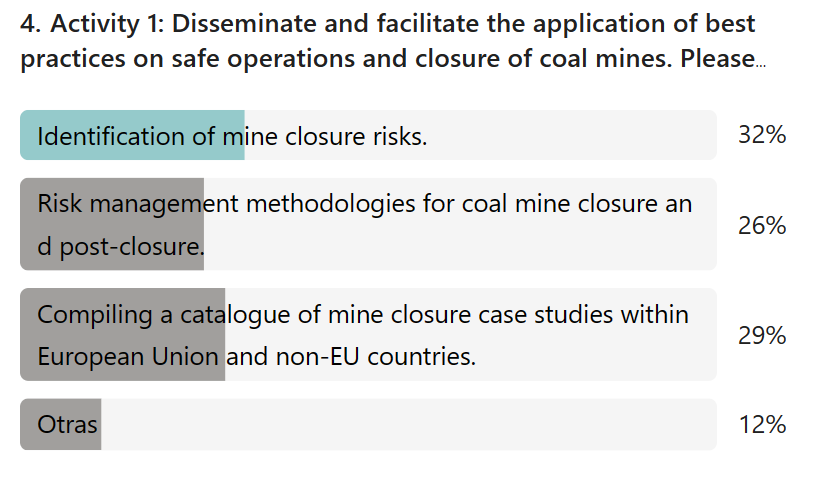 4. Activity 1: Disseminate and facilitate the application of best
practices on safe operations and closure of coal mines. Please...
Identification of mine closure risks.
32%
Risk management methodologies for coal mine closure an
d post-closure.
26%
Compiling a catalogue of mine closure case studies within
European Union and non-EU countries.
29%
Otras
12%